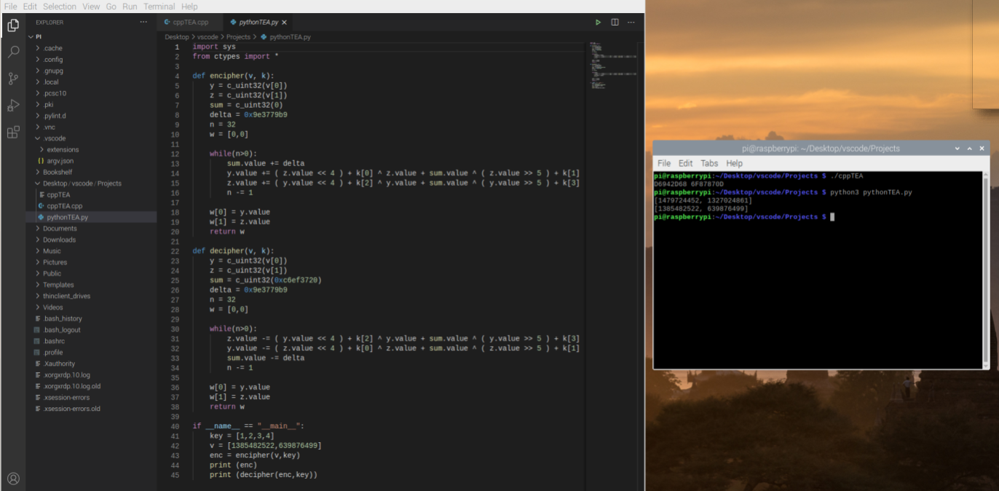 File Edit Selection View Go Run Terminal Help
EXPLORER
PI
.cache
.config
.gnupg
.local
.pcsc10
.pki
.pylint.d
.vnc
.vscode
extensions
{} argv.json
Bookshelf
Desktop / vscode / Projects
cppTEA
cppTEA.cpp
pythonTEA.py
Documents
Downloads
Music
Pictures
Public
Templates
thinclient_drives
Videos
.bash_history
.bash_logout
.bashrc
.profile
.Xauthority
.xorgxrdp.10.log
.xorgxrdp.10.log.old
.xsession-errors
.xsession-errors.old
cppTEA.cpp pythonTEA.py
Desktop > vscode > Projects > pythonTEA.py
1 import sys
2 from ctypes import *
3
4 def encipher(v, k):
5 y = c_uint32(v[0])
6 z = c_uint32(v[1])
7 sum = c_uint32(0)
8 delta = 0x9e3779b9
9 n = 32
10 w = [0,0]
11
12 while(n>0):
13 sum.value += delta
14 y.value += ( z.value << 4 ) + k[0] ^ z.value + sum.value ^ ( z.value >> 5 ) + k[1]
15 z.value += ( y.value << 4 ) + k[2] ^ y.value + sum.value ^ ( y.value >> 5 ) + k[3]
16 n -= 1
17
18 w[0] = y.value
19 w[1] = z.value
20 return w
21
22 def decipher(v, k):
23 y = c_uint32(v[0])
24 z = c_uint32(v[1])
25 sum = c_uint32(0xc6ef3720)
26 delta = 0x9e3779b9
27 n = 32
28 w = [0,0]
29
30 while(n>0):
31 z.value -= ( y.value << 4 ) + k[2] ^ y.value + sum.value ^ ( y.value >> 5 ) + k[3]
32 y.value -= ( z.value << 4 ) + k[0] ^ z.value + sum.value ^ ( z.value >> 5 ) + k[1]
33 sum.value -= delta
34 n -= 1
35
36 w[0] = y.value
37 w[1] = z.value
38 return w
39
40 if __name__ == "__main__":
41 key = [1,2,3,4]
42 v = [1385482522,639876499]
43 enc = encipher(v,key)
44 print (enc)
45 print (decipher(enc,key))
pi@raspberrypi: ~/Desktop/vscode/Projects
File Edit Tabs Help
pi@raspberrypi:~/Desktop/vscode/Projects $ ./cppTEA
D6942D68 6F87870D
pi@raspberrypi:~/Desktop/vscode/Projects $ python3 pythonTEA.py
[1479724452, 1327024861]
[1385482522, 639876499]
pi@raspberrypi:~/Desktop/vscode/Projects $